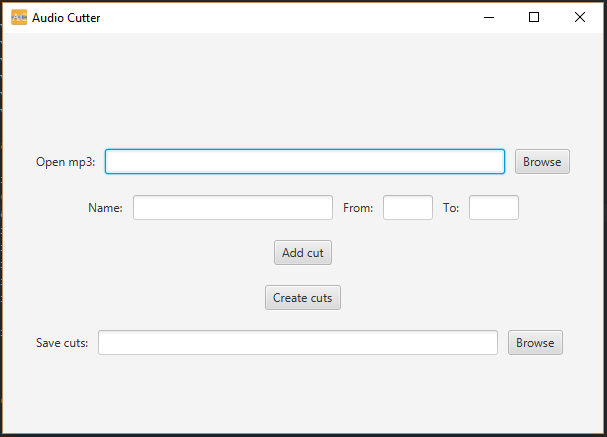 Audio Cutter
Open mp3: Browse
Name: From: To:
Add cut
Create cuts
Save cuts: Browse